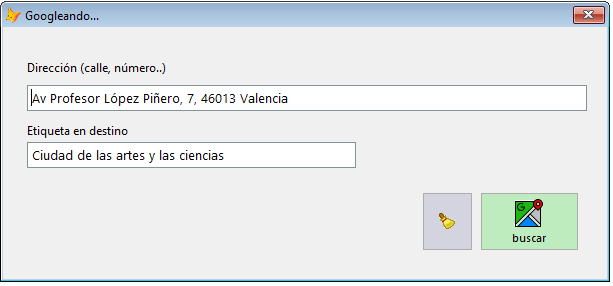 Googleando...
Dirección (calle, número..)
Av Profesor López Piñero, 7, 46013 Valencia
Etiqueta en destino
Ciudad de las artes y las ciencias
G
buscar